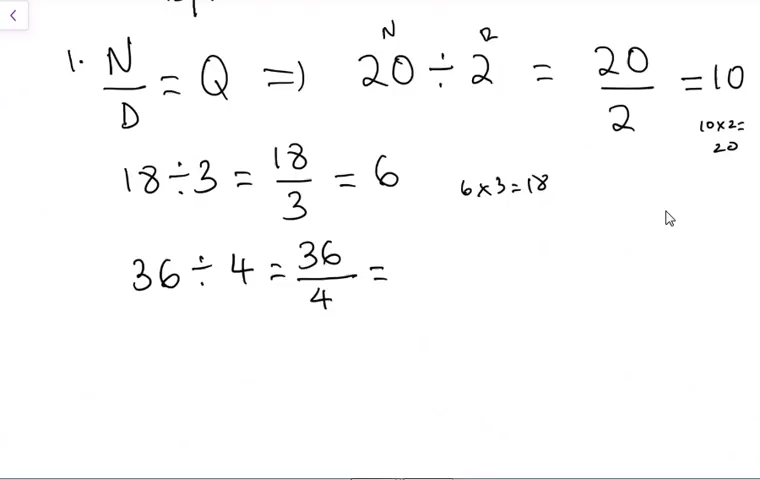 N D
1. N/D = Q => 20 ÷ 2 = 20/2 = 10
10 x 2 =
20
18 ÷ 3 = 18/3 = 6 6 x 3 = 18
36 ÷ 4 = 36/4 =